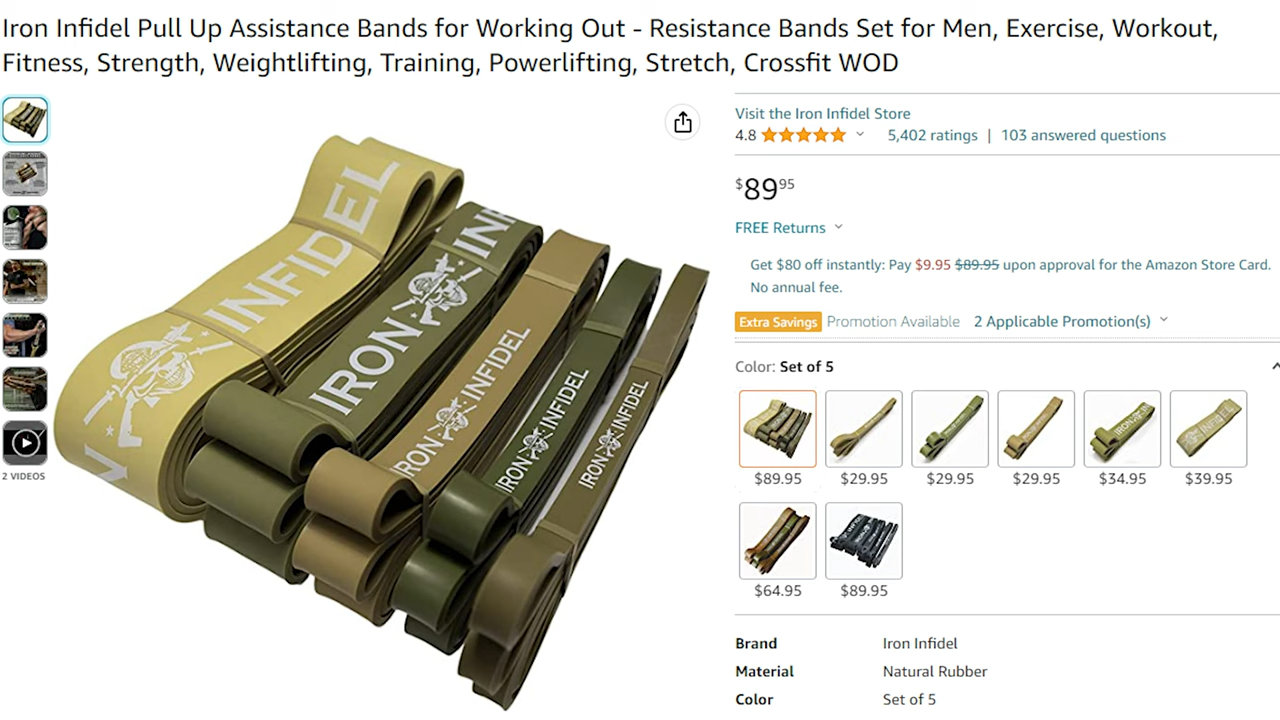 Iron Infidel Pull Up Assistance Bands for Working Out - Resistance Bands Set for Men, Exercise, Workout,
Fitness, Strength, Weightlifting, Training, Powerlifting, Stretch, Crossfit WOD
Visit the Iron Infidel Store
4.8 5,402 ratings | 103 answered questions
$89.95
FREE Returns
Get $80 off instantly: Pay $9.95 $89.95 upon approval for the Amazon Store Card.
No annual fee.
Extra Savings Promotion Available 2 Applicable Promotion(s)
Color: Set of 5
$89.95 $29.95 $29.95 $29.95 $34.95 $39.95
$64.95 $89.95
Brand Iron Infidel
Material Natural Rubber
Color Set of 5
2 VIDEOS
N INFIDEL
IRON INF
IRON INFIDEL
IRON INFIDEL
IRON INFIDEL